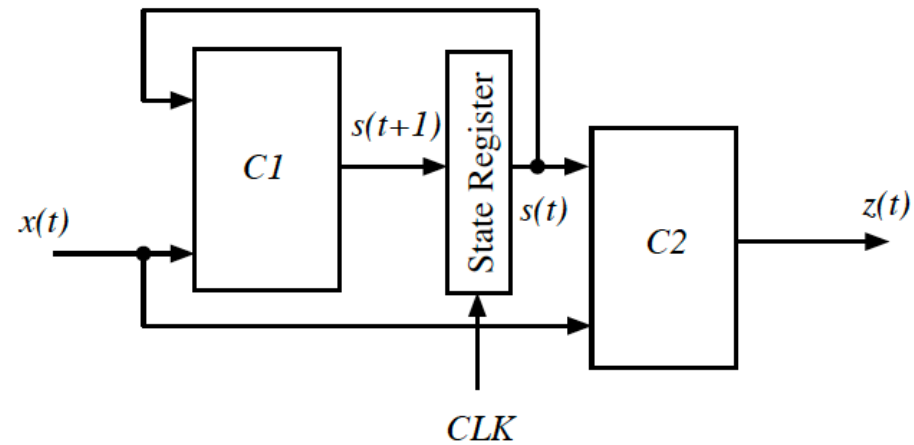 s(t+1)
State Register
C1
x(t)
s(t)
z(t)
C2
CLK